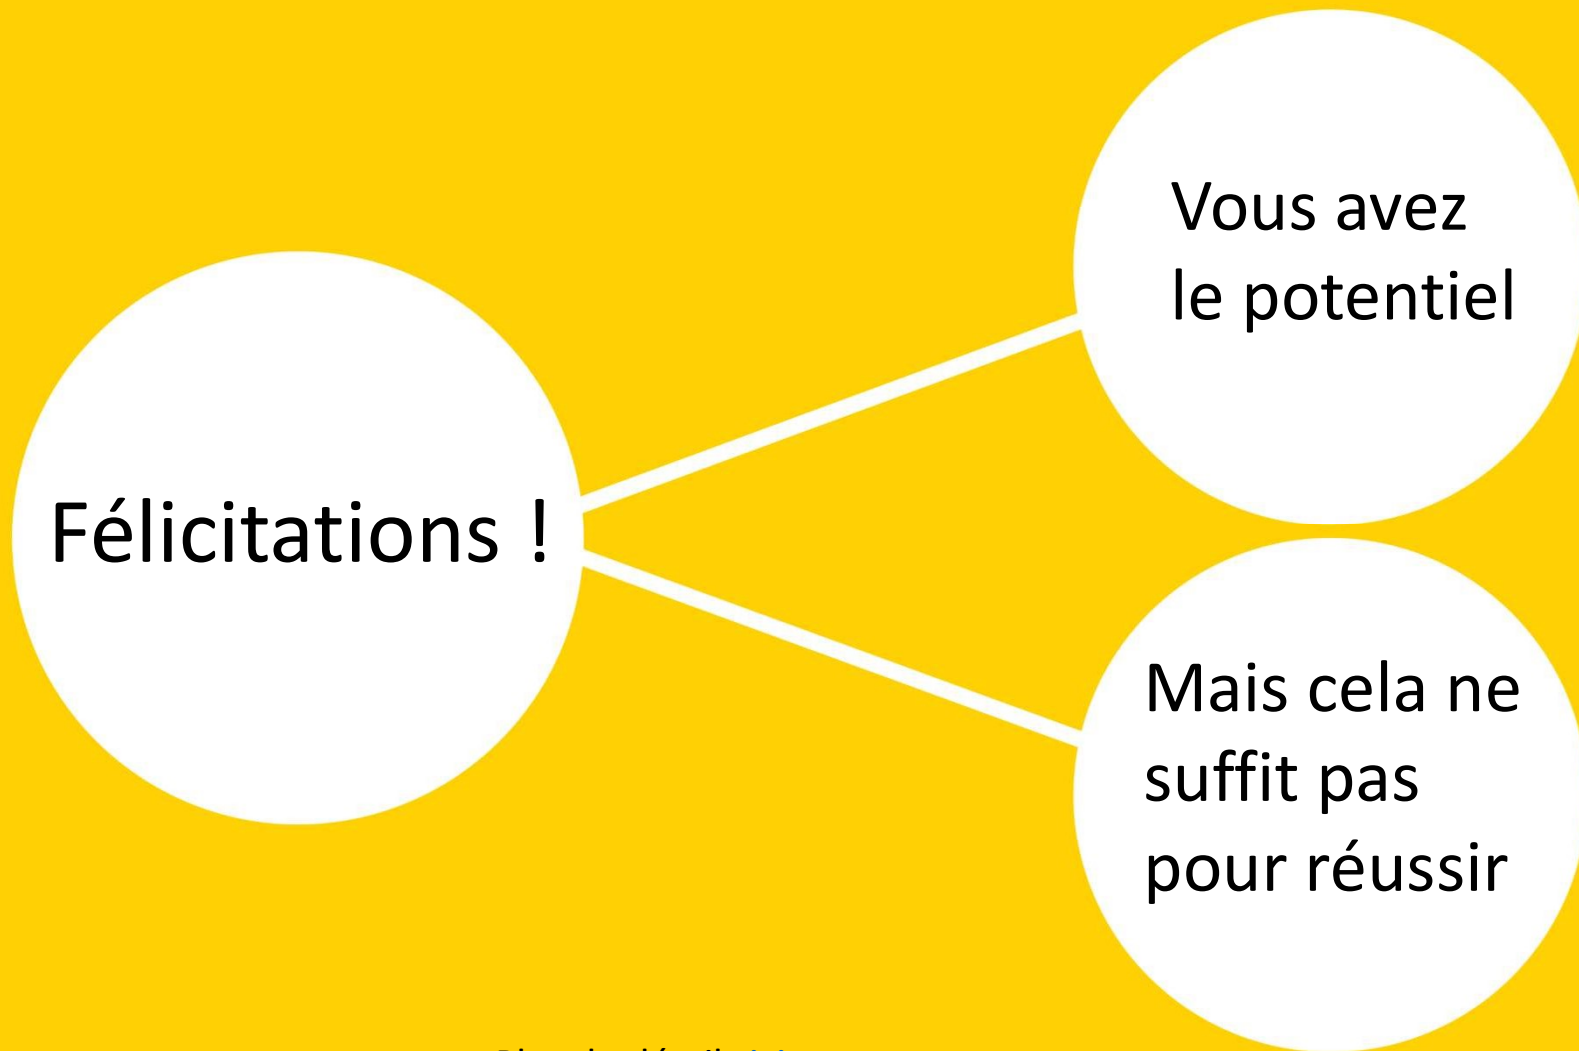 Félicitations !
Vous avez
le potentiel
Mais cela ne
suffit pas
pour réussir